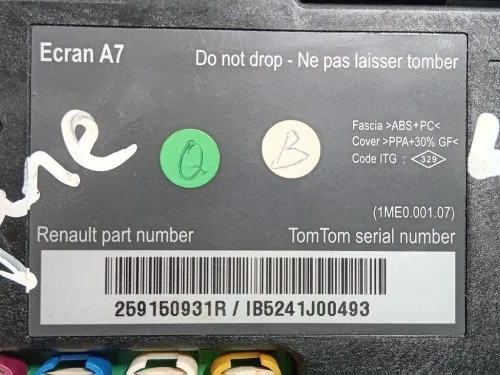 Ecran A7
Do not drop - Ne pas laisser tomber
Q
B
Fascia >ABS+PC<
Cover >PPA+30% GF<
Code ITG : 329
(1ME0.001.07)
Renault part number
TomTom serial number
259150931R / IB5241J00493